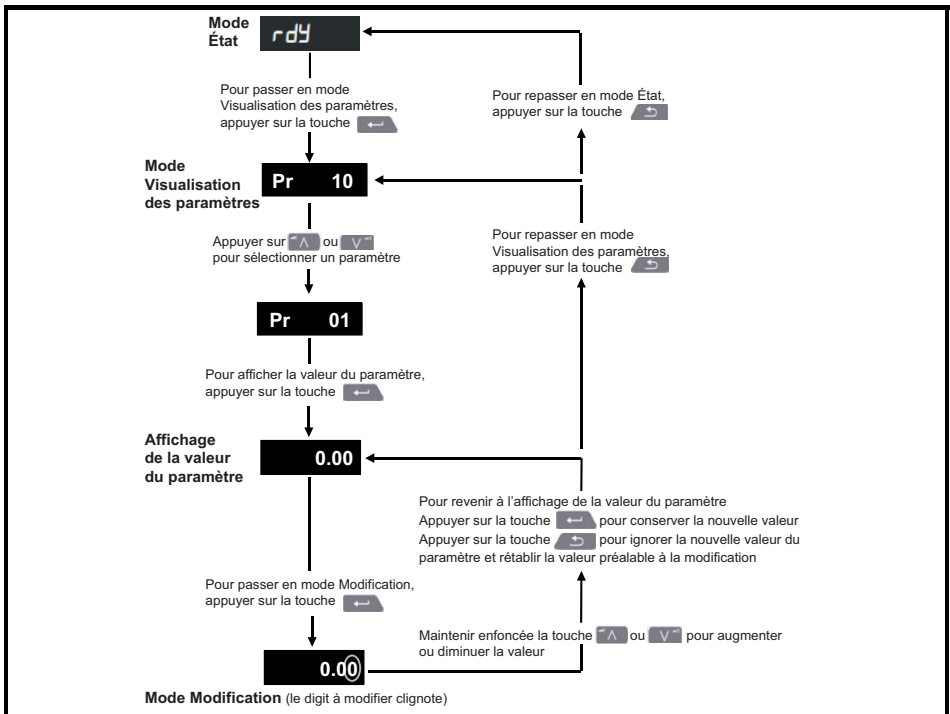 Mode
État
rdy
Pour passer en mode
Visualisation des paramètres,
appuyer sur la touche
Pour repasser en mode État,
appuyer sur la touche
Mode
Visualisation
des paramètres
Pr 10
Appuyer sur ou
pour sélectionner un paramètre
Pour repasser en mode
Visualisation des paramètres,
appuyer sur la touche
Pr 01
Pour afficher la valeur du paramètre,
appuyer sur la touche
Affichage
de la valeur
du paramètre
0.00
Pour revenir à l’affichage de la valeur du paramètre
Appuyer sur la touche pour conserver la nouvelle valeur
Appuyer sur la touche pour ignorer la nouvelle valeur du
paramètre et rétablir la valeur préalable à la modification
Pour passer en mode Modification,
appuyer sur la touche
Maintenir enfoncée la touche ou pour augmenter
ou diminuer la valeur
0.00
Mode Modification (le digit à modifier clignote)